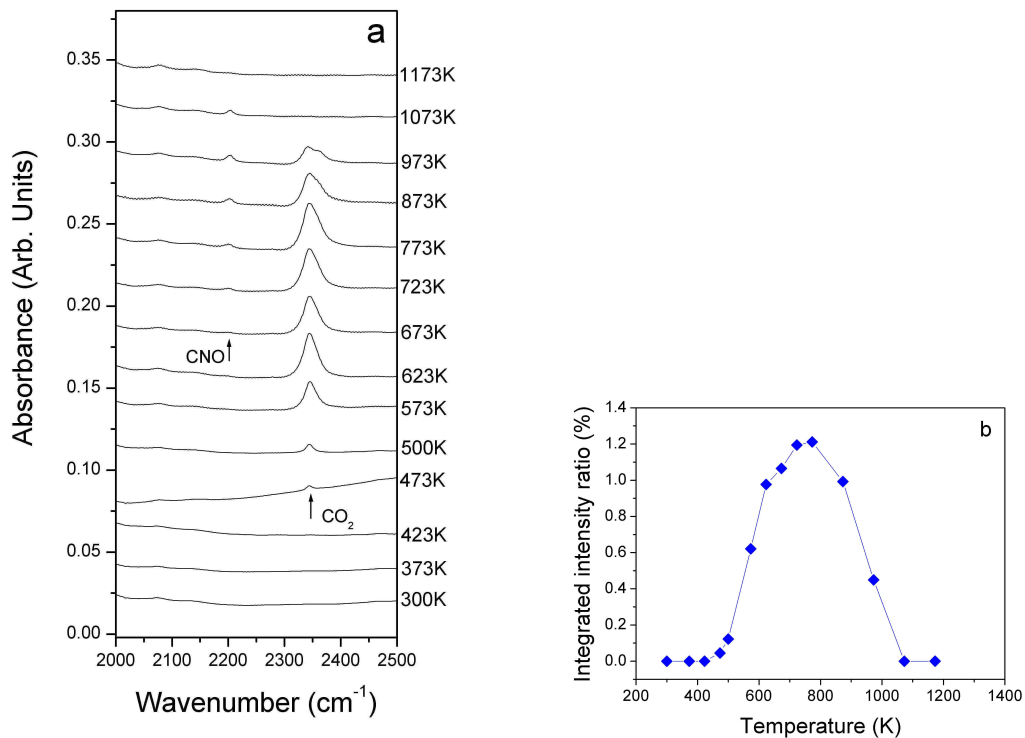 a
Absorbance (Arb. Units)
0.35
0.30
0.25
0.20
0.15
0.10
0.05
0.00
1173K
1073K
973K
873K
773K
723K
673K
CNO
623K
573K
500K
473K
CO₂
423K
373K
300K
2000 2100 2200 2300 2400 2500
Wavenumber (cm⁻¹)
b
Integrated intensity ratio (%)
1.4
1.2
1.0
0.8
0.6
0.4
0.2
0.0
200 400 600 800 1000 1200 1400
Temperature (K)